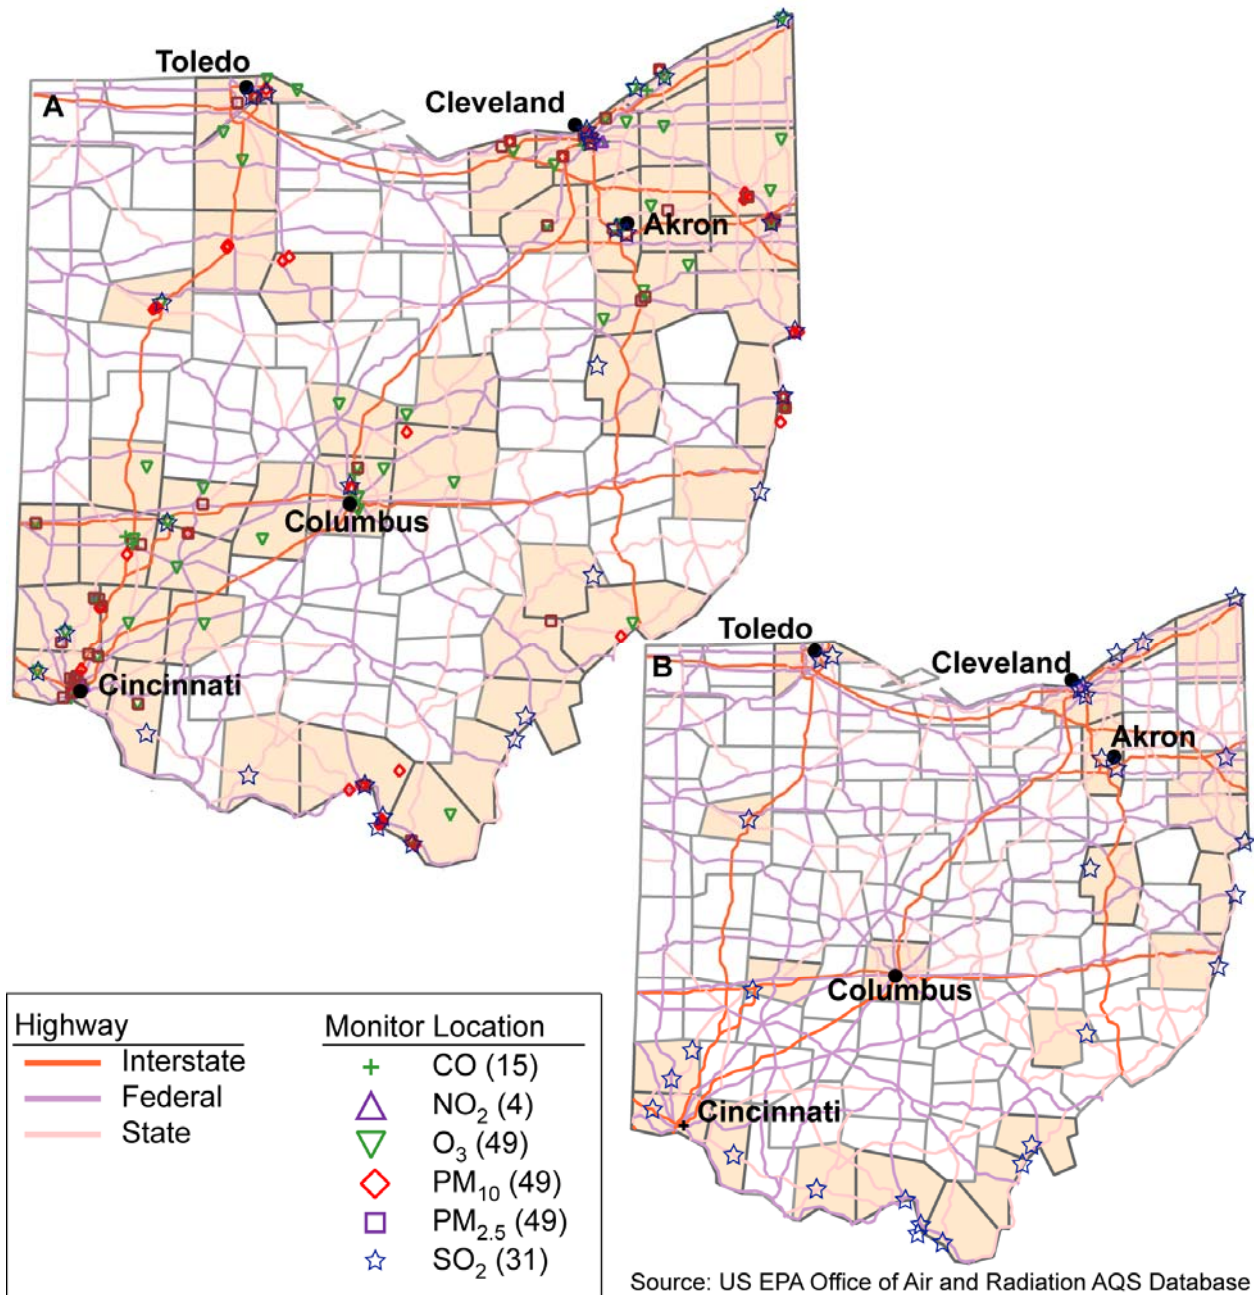 Toledo
A
Cleveland
Akron
Columbus
Cincinnati
Toledo
B
Cleveland
Akron
Columbus
Cincinnati
Highway
Interstate
Federal
State
Monitor Location
CO (15)
NO2 (4)
O3 (49)
PM10 (49)
PM2.5 (49)
SO2 (31)
Source: US EPA Office of Air and Radiation AQS Database